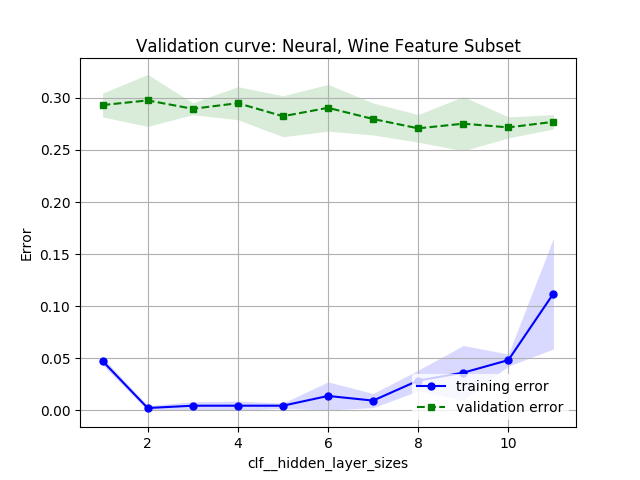 Validation curve: Neural, Wine Feature Subset
0.30
0.25
0.20
0.15
0.10
0.05
0.00
Error
2 4 6 8 10
clf__hidden_layer_sizes
training error
validation error